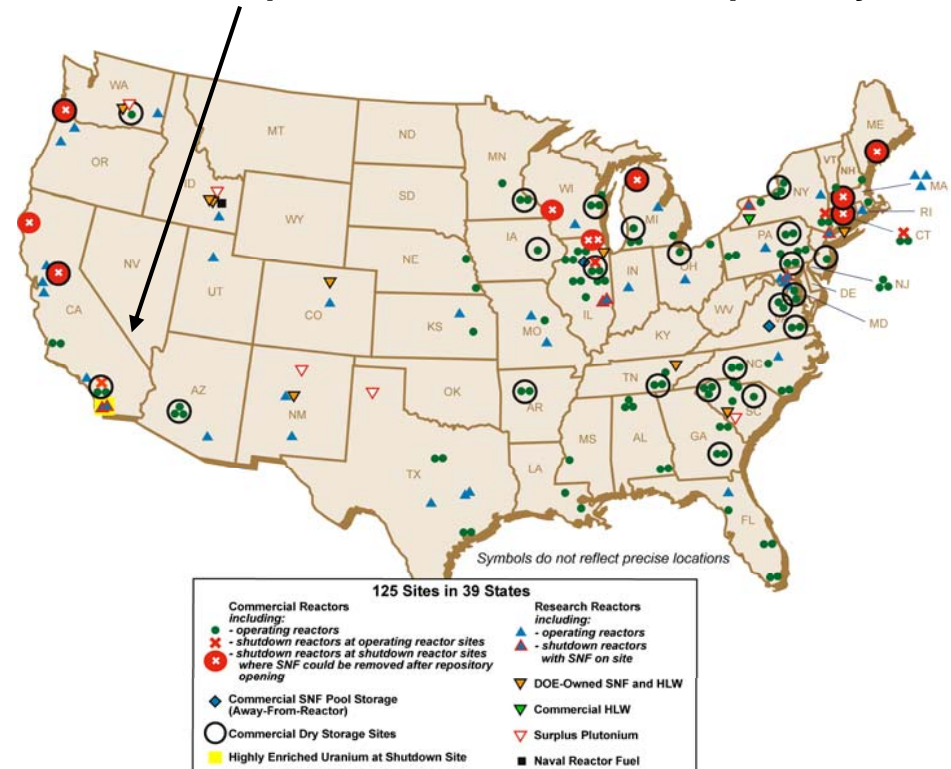 WA
MT
ND
MN
ME
VT
NH
OR
ID
SD
WI
NY
MA
WY
MI
RI
IA
PA
CT
NV
NE
OH
NJ
UT
IL
IN
DE
CA
CO
WV
VA
MD
KS
MO
KY
NC
TN
AZ
NM
OK
AR
SC
MS
AL
GA
TX
LA
FL
Symbols do not reflect precise locations
125 Sites in 39 States
Commercial Reactors
including:
- operating reactors
- shutdown reactors at operating reactor sites
- shutdown reactors at shutdown reactor sites
where SNF could be removed after repository
opening
Commercial SNF Pool Storage
(Away-From-Reactor)
Commercial Dry Storage Sites
Highly Enriched Uranium at Shutdown Site
Research Reactors
including:
- operating reactors
- shutdown reactors
with SNF on site
DOE-Owned SNF and HLW
Commercial HLW
Surplus Plutonium
Naval Reactor Fuel